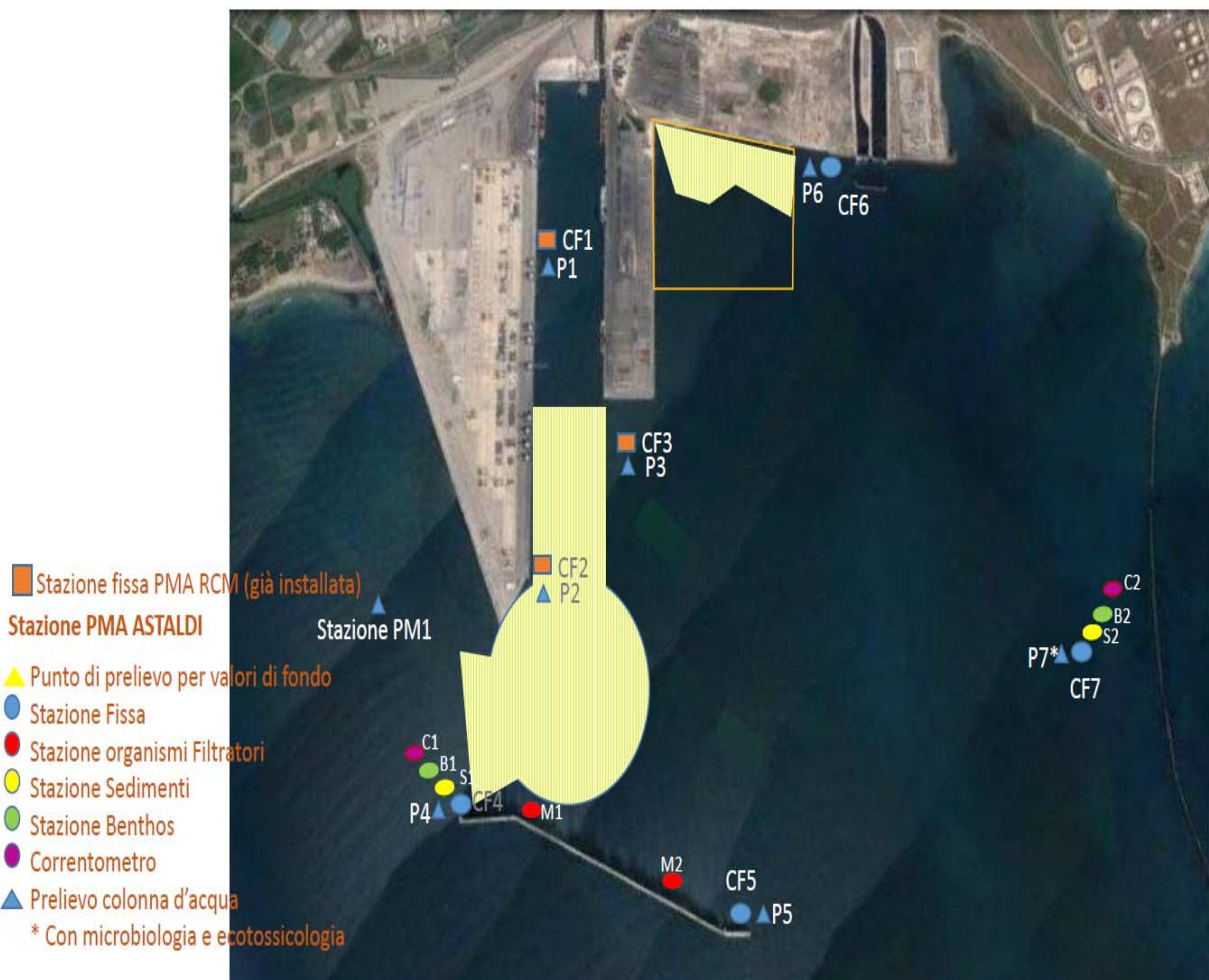 P6
CF6
CF1
P1
CF3
P3
CF2
P2
Stazione fissa PMA RCM (già installata)
Stazione PMA ASTALDI
Stazione PM1
Punto di prelievo per valori di fondo
Stazione Fissa
Stazione organismi Filtratori
Stazione Sedimenti
Stazione Benthos
Correntometro
Prelievo colonna d'acqua
* Con microbiologia e ecotossicologia
C2
B2
S2
P7*
CF7
C1
B1
S1
CF4
P4
M1
M2
CF5
P5